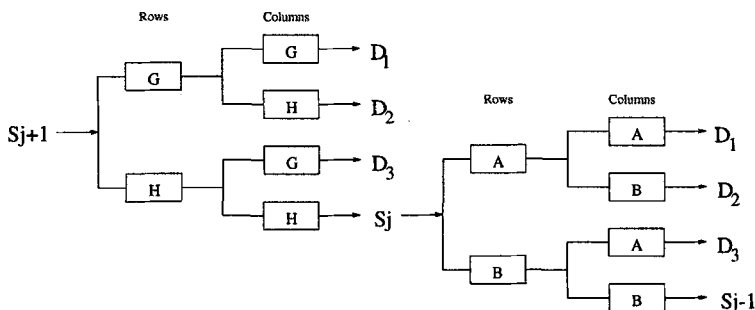 Rows Columns
G D1
G
H D2
Sj+1
G D3
H
H Sj
Rows Columns
A D1
A
B D2
A D3
B
B Sj-1